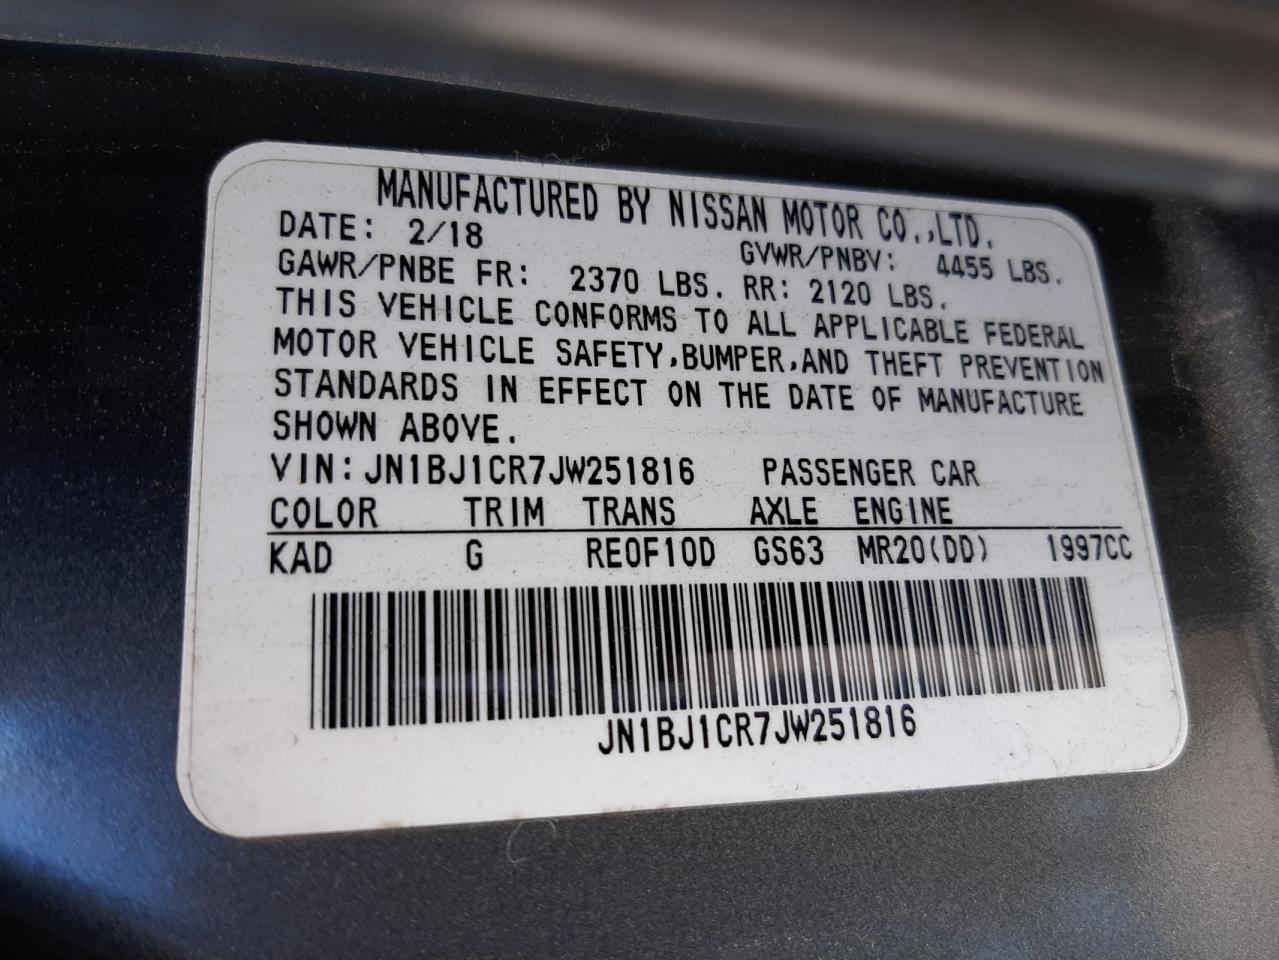 MANUFACTURED BY NISSAN MOTOR CO.,LTD.
DATE: 2/18 GVWR/PNBV: 4455 LBS.
GAWR/PNBE FR: 2370 LBS. RR: 2120 LBS.
THIS VEHICLE CONFORMS TO ALL APPLICABLE FEDERAL
MOTOR VEHICLE SAFETY,BUMPER,AND THEFT PREVENTION
STANDARDS IN EFFECT ON THE DATE OF MANUFACTURE
SHOWN ABOVE.
VIN: JN1BJ1CR7JW251816 PASSENGER CAR
COLOR TRIM TRANS AXLE ENGINE
KAD G RE0F10D GS63 MR20(DD) 1997CC
JN1BJ1CR7JW251816